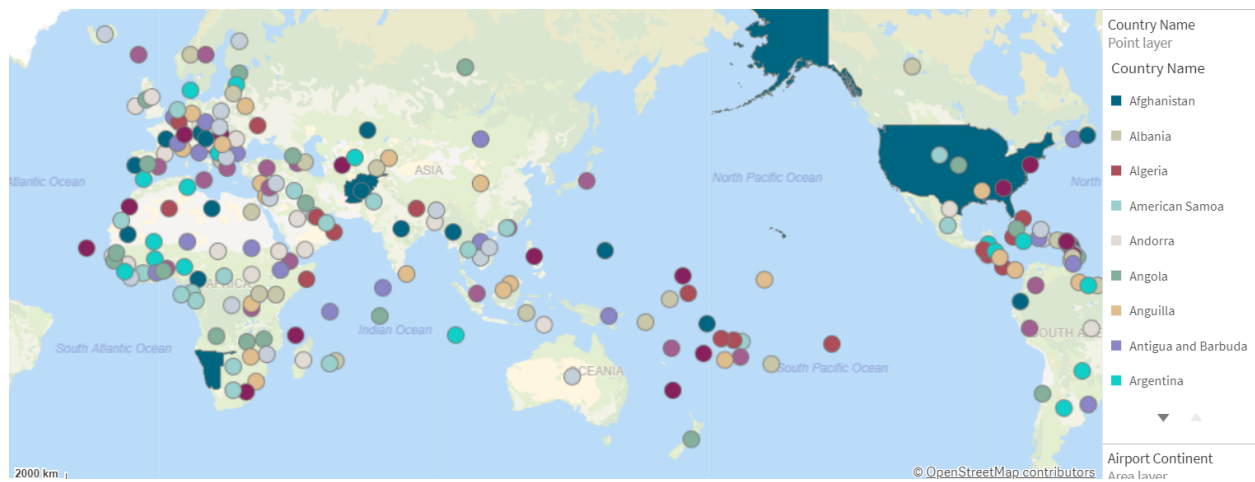 Country Name
Point layer
Country Name
Afghanistan
Albania
Algeria
American Samoa
Andorra
Angola
Anguilla
Antigua and Barbuda
Argentina
Airport Continent
Area layer
Atlantic Ocean
ASIA
North Pacific Ocean
North
AFRICA
Indian Ocean
South Atlantic Ocean
OCEANIA
South Pacific Ocean
SOUTH
2000 km
© OpenStreetMap contributors